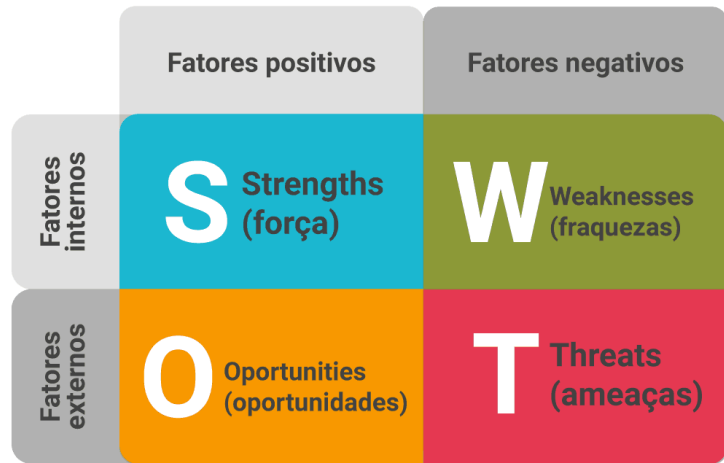 Fatores positivos
Fatores negativos
Fatores
internos
S
Strengths
(força)
W
Weaknesses
(fraquezas)
Fatores
externos
O
Oportunities
(oportunidades)
T
Threats
(ameaças)